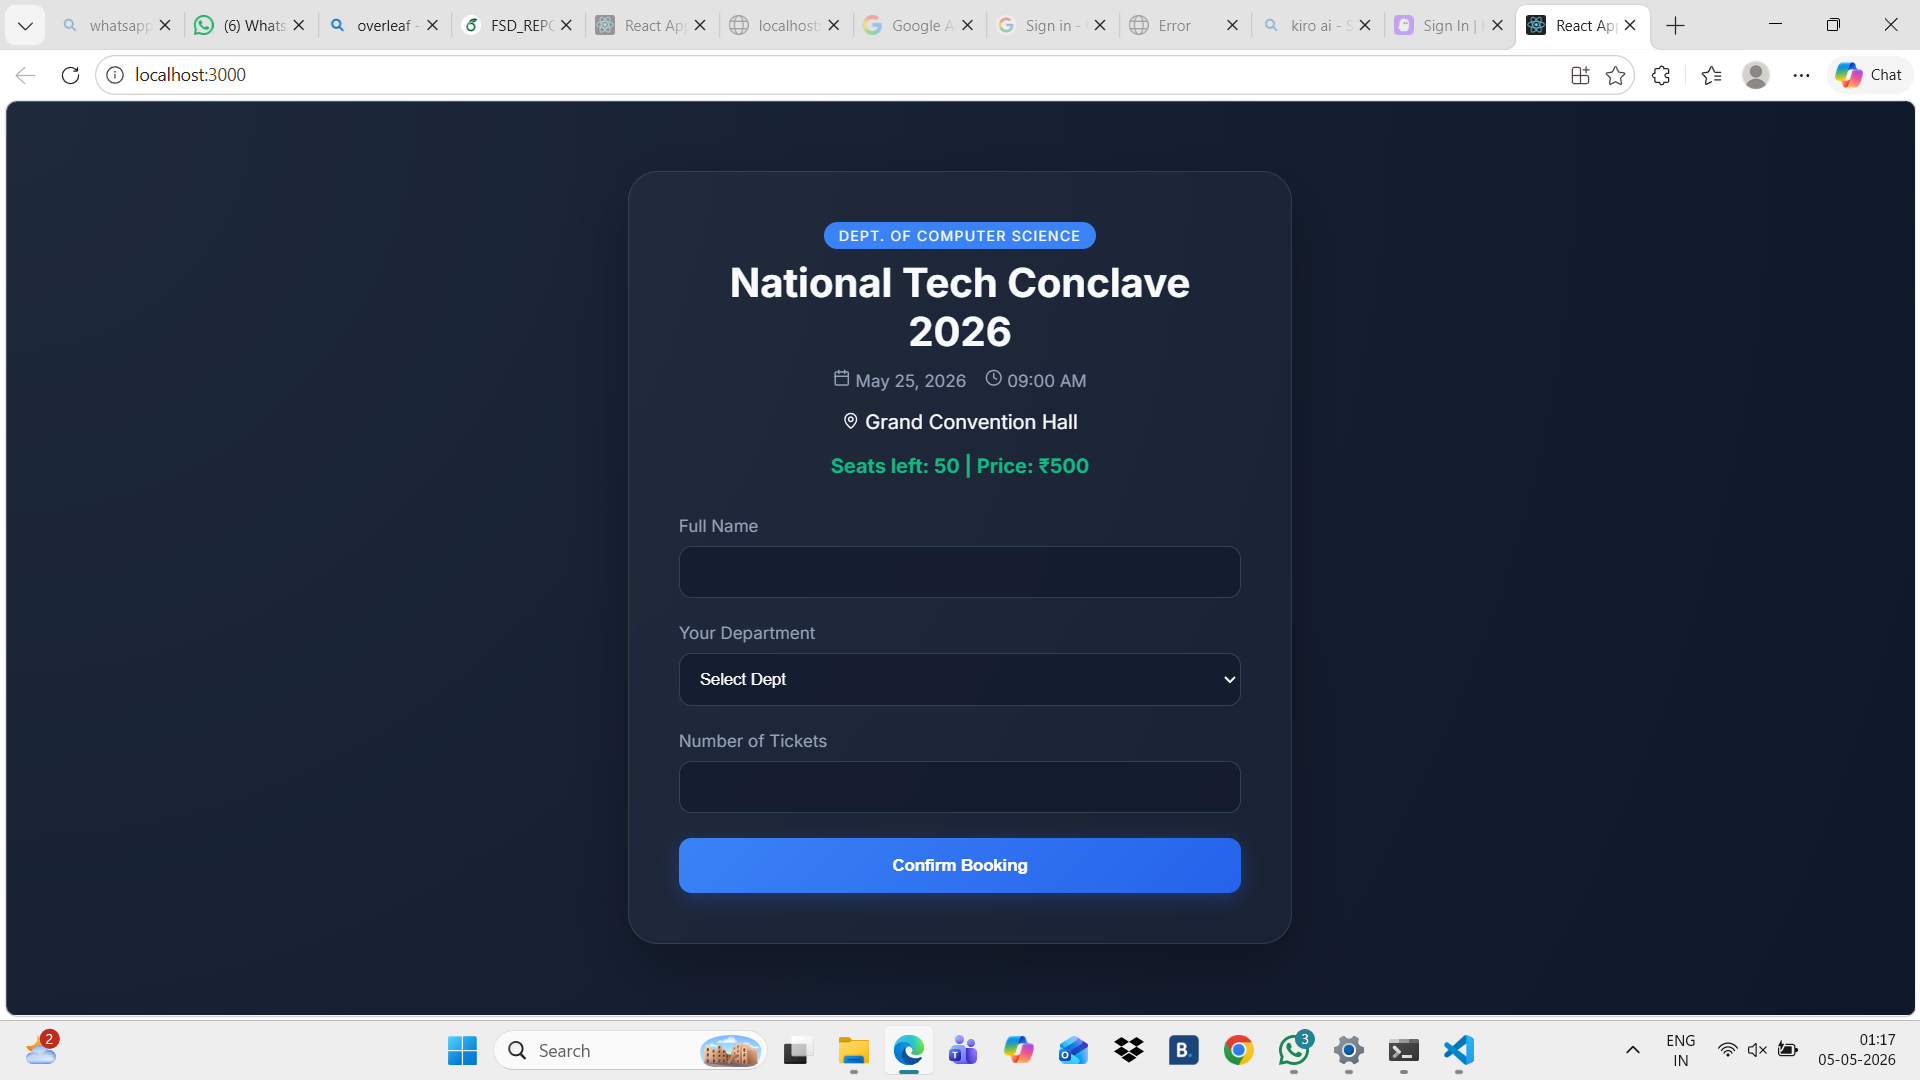 whatsapp
(6) Whats
overleaf -
FSD_REPO
React Ap
localhost:
Google A
Sign in -
Error
kiro ai - S
Sign In |
React App
localhost:3000
Chat
DEPT. OF COMPUTER SCIENCE
National Tech Conclave
2026
May 25, 2026 09:00 AM
Grand Convention Hall
Seats left: 50 | Price: ₹500
Full Name
Your Department
Select Dept
Number of Tickets
Confirm Booking
2
Search
T
O
B.
3
ENG
IN
01:17
05-05-2026